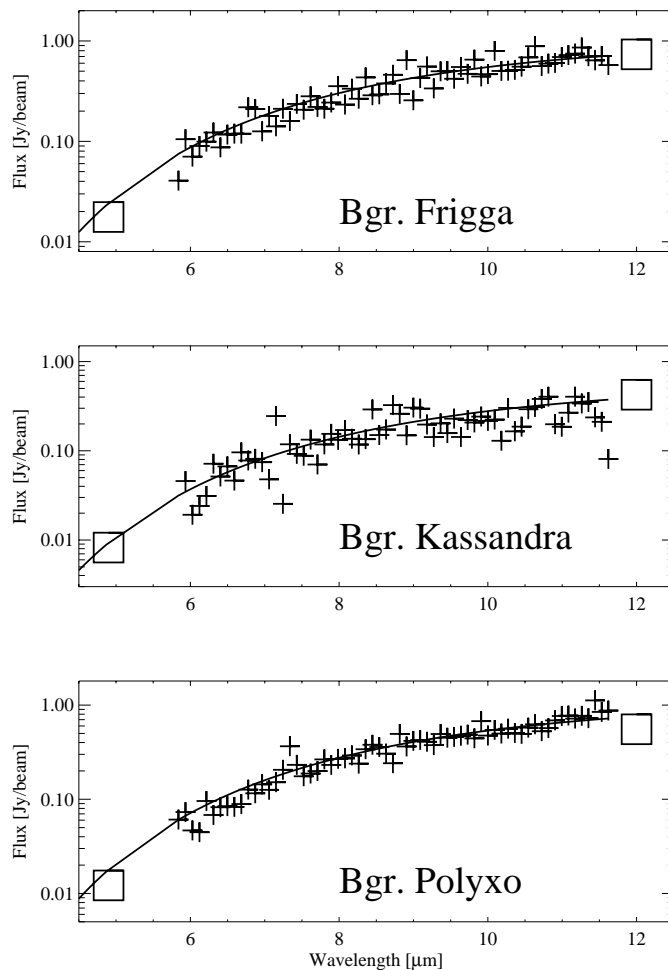 1.00
0.10
0.01
Flux [Jy/beam]
Bgr. Frigga
6 8 10 12
1.00
0.10
0.01
Flux [Jy/beam]
Bgr. Kassandra
6 8 10 12
1.00
0.10
0.01
Flux [Jy/beam]
Bgr. Polyxo
6 8 10 12
Wavelength [μm]